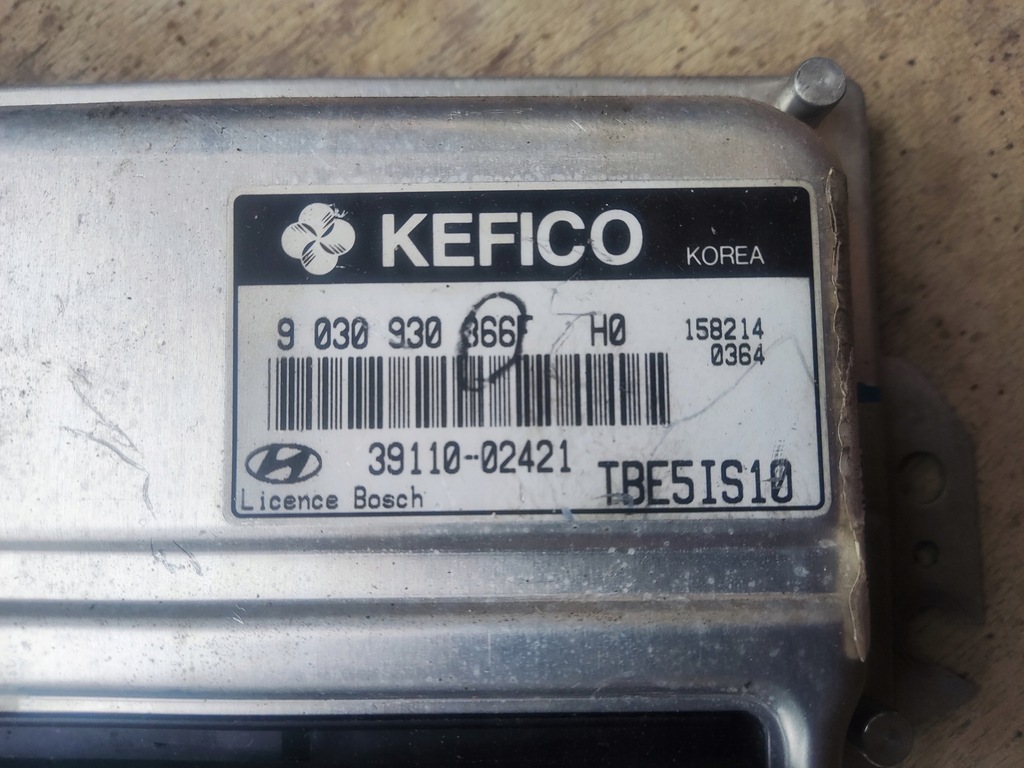 KEFICO KOREA
9 030 930 366F H0 158214
0364
39110-02421
TBE5IS10
Licence Bosch